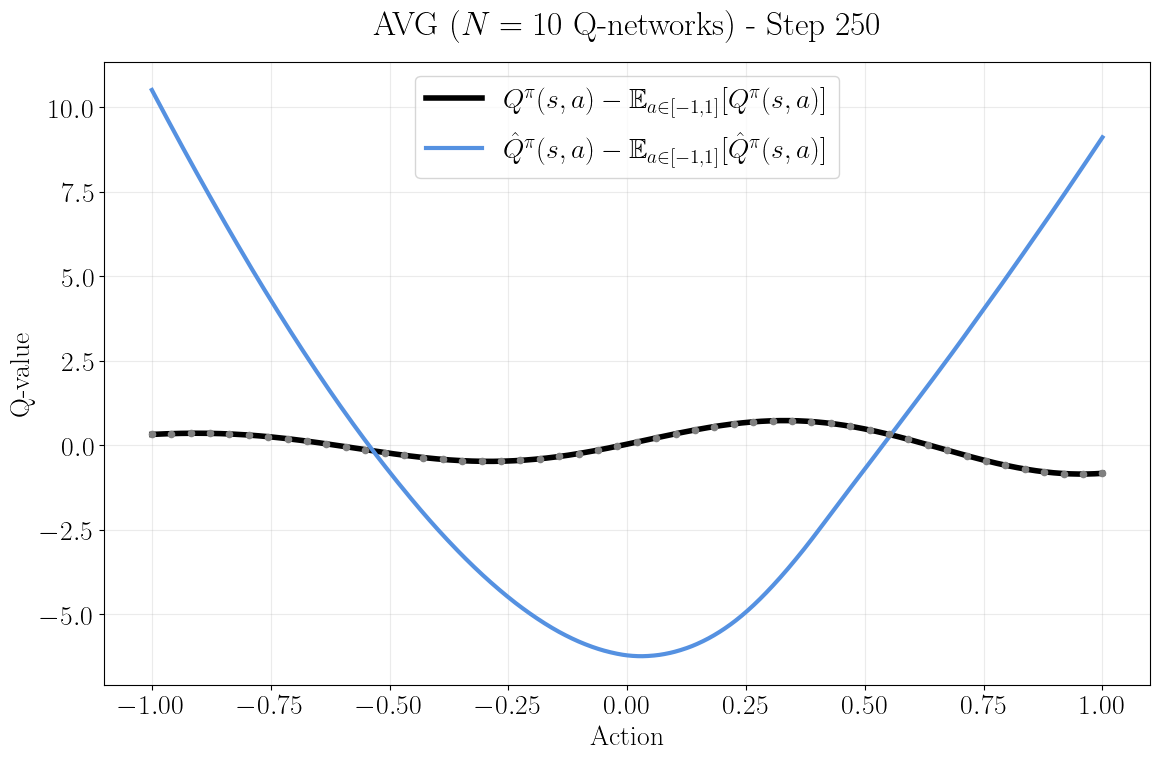 AVG (N = 10 Q-networks) - Step 250
Q^π(s, a) − 𝔼_{a∈[−1,1]}[Q^π(s, a)]
Q̂^π(s, a) − 𝔼_{a∈[−1,1]}[Q̂^π(s, a)]
10.0
7.5
5.0
2.5
0.0
−2.5
−5.0
Q-value
−1.00 −0.75 −0.50 −0.25 0.00 0.25 0.50 0.75 1.00
Action